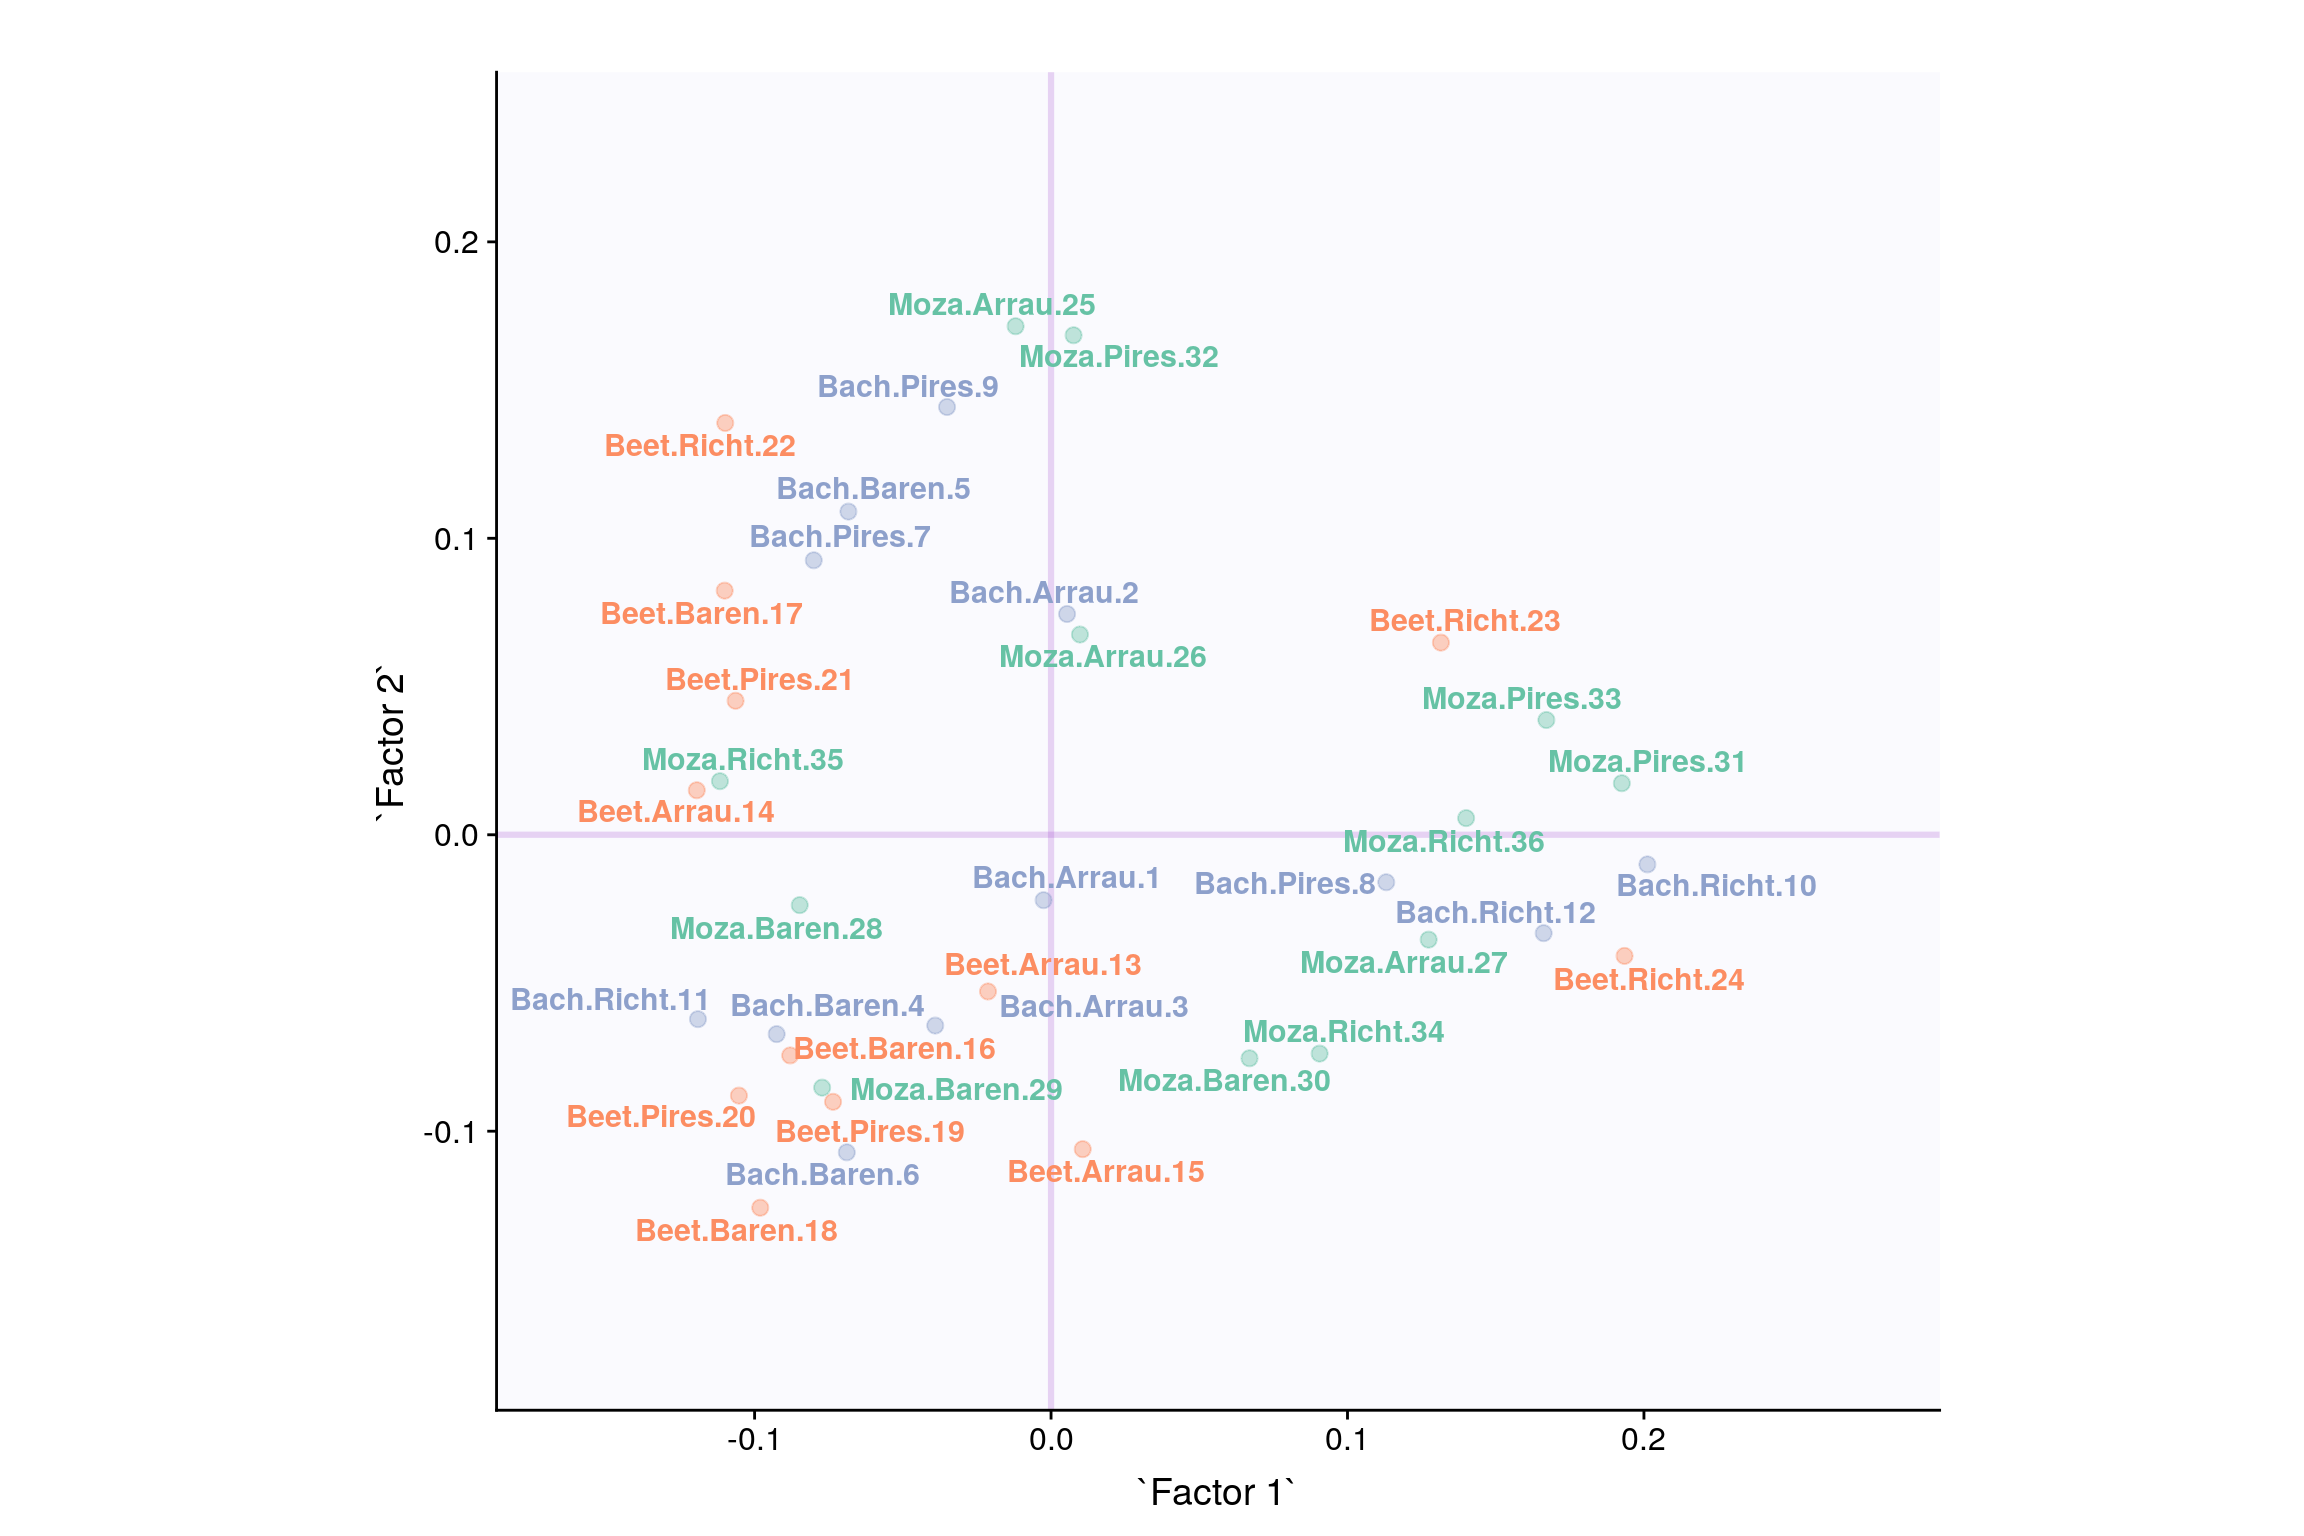 0.2
Moza.Arrau.25
Moza.Pires.32
Bach.Pires.9
Beet.Richt.22
Bach.Baren.5
0.1
Bach.Pires.7
Bach.Arrau.2
Beet.Baren.17
Beet.Richt.23
Moza.Arrau.26
Beet.Pires.21
Moza.Pires.33
`Factor 2`
Moza.Richt.35
Moza.Pires.31
Beet.Arrau.14
0.0
Moza.Richt.36
Bach.Arrau.1
Bach.Pires.8
Bach.Richt.10
Bach.Richt.12
Moza.Baren.28
Beet.Arrau.13
Moza.Arrau.27
Beet.Richt.24
Bach.Richt.11
Bach.Baren.4
Bach.Arrau.3
Moza.Richt.34
Beet.Baren.16
Moza.Baren.30
Moza.Baren.29
Beet.Pires.20
-0.1
Beet.Pires.19
Bach.Baren.6
Beet.Arrau.15
Beet.Baren.18
-0.1
0.0
0.1
0.2
`Factor 1`